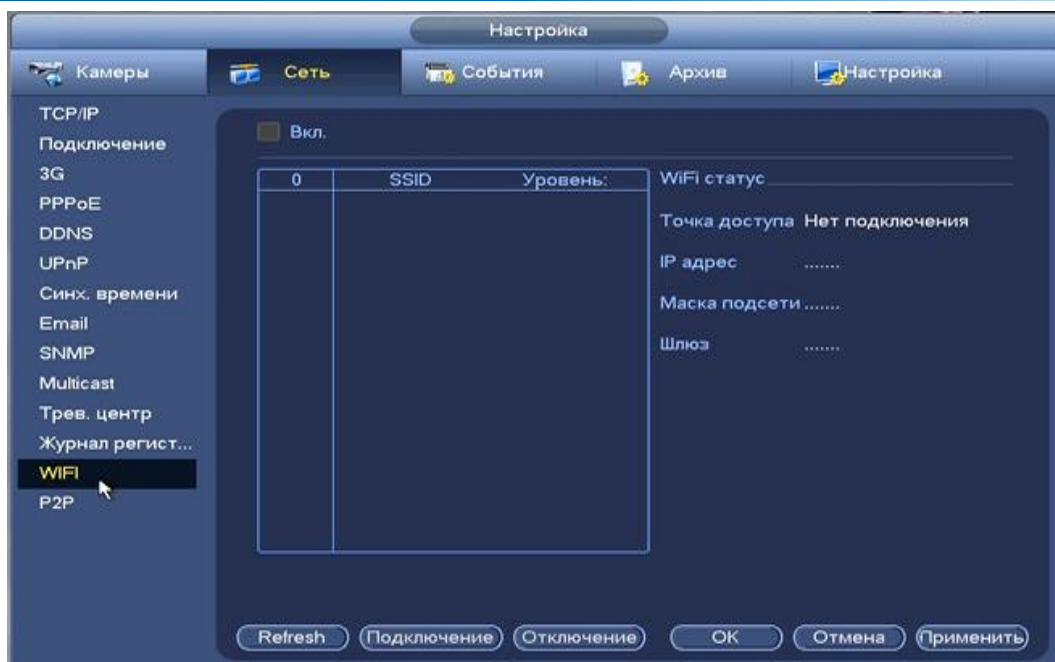 Настройка
Камеры
Сеть
События
Архив
Настройка
TCP/IP
Подключение
3G
PPPoE
DDNS
UPnP
Синх. времени
Email
SNMP
Multicast
Трев. центр
Журнал регист...
WIFI
P2P
Вкл.
0 SSID Уровень:
WiFi статус
Точка доступа Нет подключения
IP адрес .......
Маска подсети .......
Шлюз .......
Refresh Подключение Отключение OK Отмена Применить